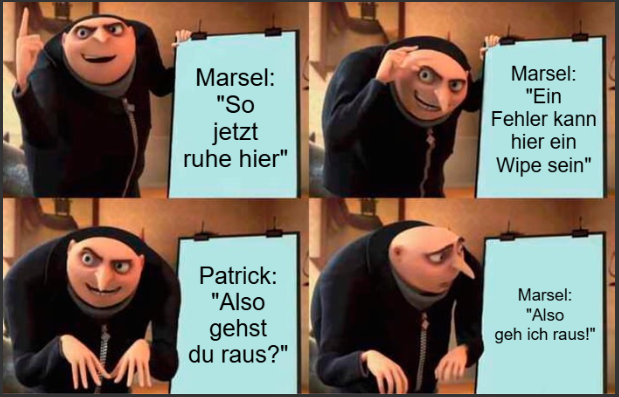 Marsel:
"So
jetzt
ruhe hier"
Marsel:
"Ein
Fehler kann
hier ein
Wipe sein"
Patrick:
"Also
gehst
du raus?"
Marsel:
"Also
geh ich raus!"